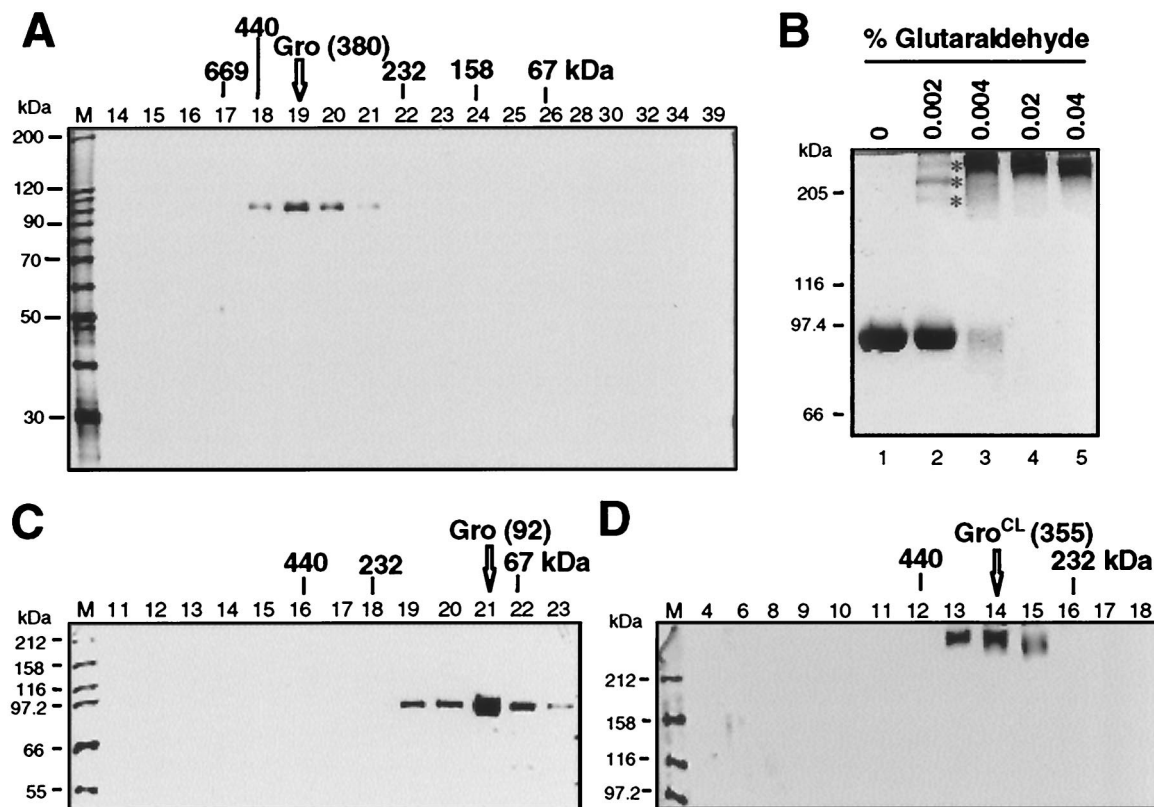 A
440
Gro (380)
669
232
158
67 kDa
kDa
M 14 15 16 17 18 19 20 21 22 23 24 25 26 28 30 32 34 39
200
120
90
70
50
30
B
% Glutaraldehyde
0 0.002 0.004 0.02 0.04
kDa
*
*
*
205
116
97.4
66
1 2 3 4 5
C
Gro (92)
440
232
67 kDa
kDa
M 11 12 13 14 15 16 17 18 19 20 21 22 23
212
158
116
97.2
66
55
D
Gro^CL (355)
440
232 kDa
kDa
M 4 6 8 9 10 11 12 13 14 15 16 17 18
212
158
116
97.2